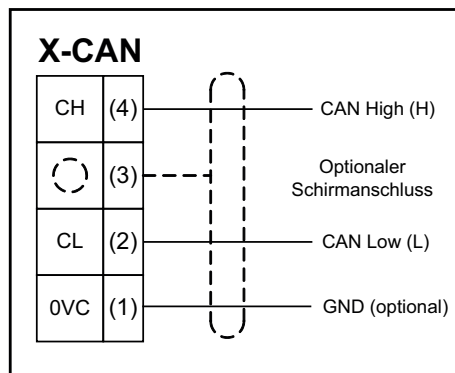 X-CAN
CH (4) CAN High (H)
(3) Optionaler
Schirmanschluss
CL (2) CAN Low (L)
0VC (1) GND (optional)